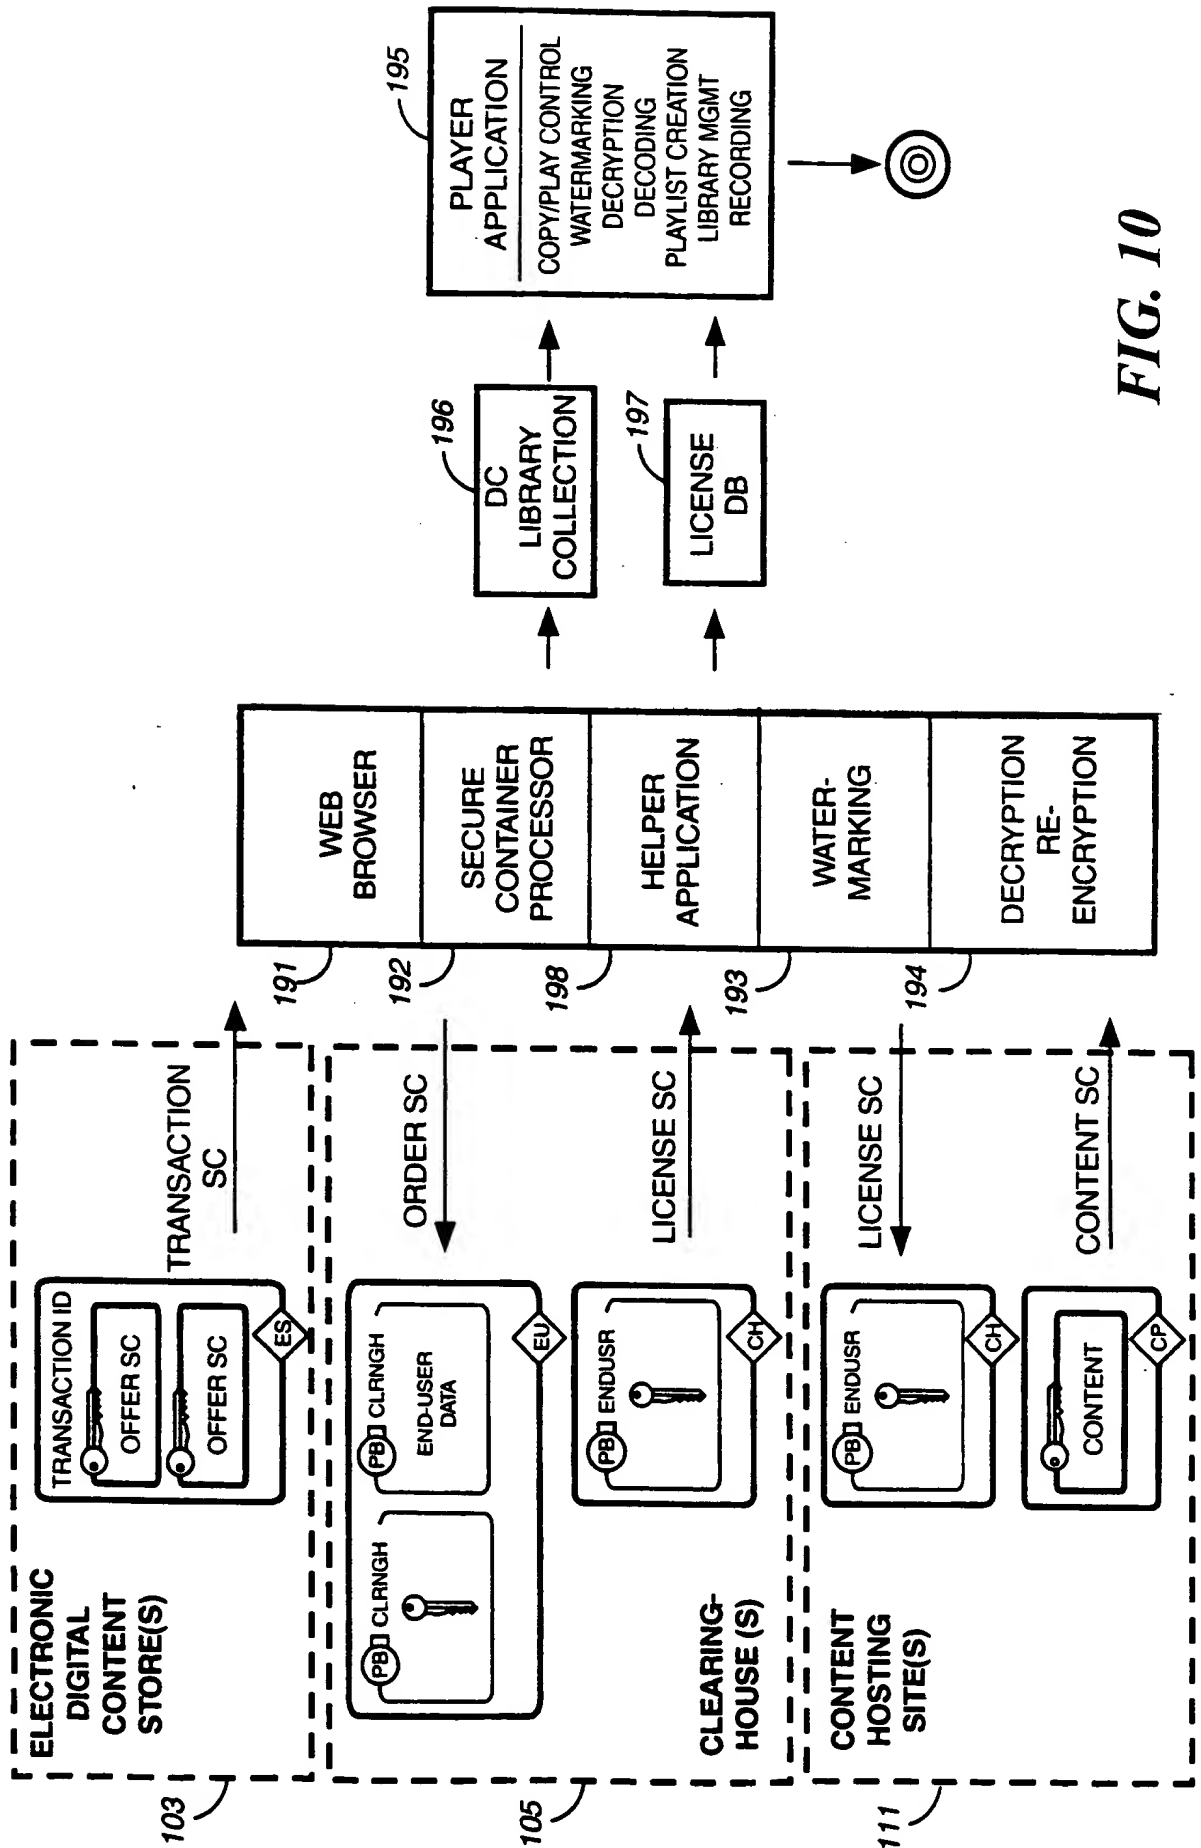 ELECTRONIC
DIGITAL
CONTENT
STORE(S)
103
TRANSACTION ID
OFFER SC
OFFER SC
ES
TRANSACTION
SC
PB CLRNGH
PB CLRNGH
END-USER
DATA
EU
ORDER SC
CLEARING-
HOUSE (S)
105
PB ENDUSR
CH
LICENSE SC
CONTENT
HOSTING
SITE(S)
111
PB ENDUSR
CH
LICENSE SC
CONTENT
CP
CONTENT SC
191
WEB
BROWSER
192
SECURE
CONTAINER
PROCESSOR
198
HELPER
APPLICATION
193
WATER-
MARKING
194
DECRYPTION
RE-
ENCRYPTION
196
DC
LIBRARY
COLLECTION
197
LICENSE
DB
195
PLAYER
APPLICATION
COPY/PLAY CONTROL
WATERMARKING
DECRYPTION
DECODING
PLAYLIST CREATION
LIBRARY MGMT
RECORDING
FIG. 10